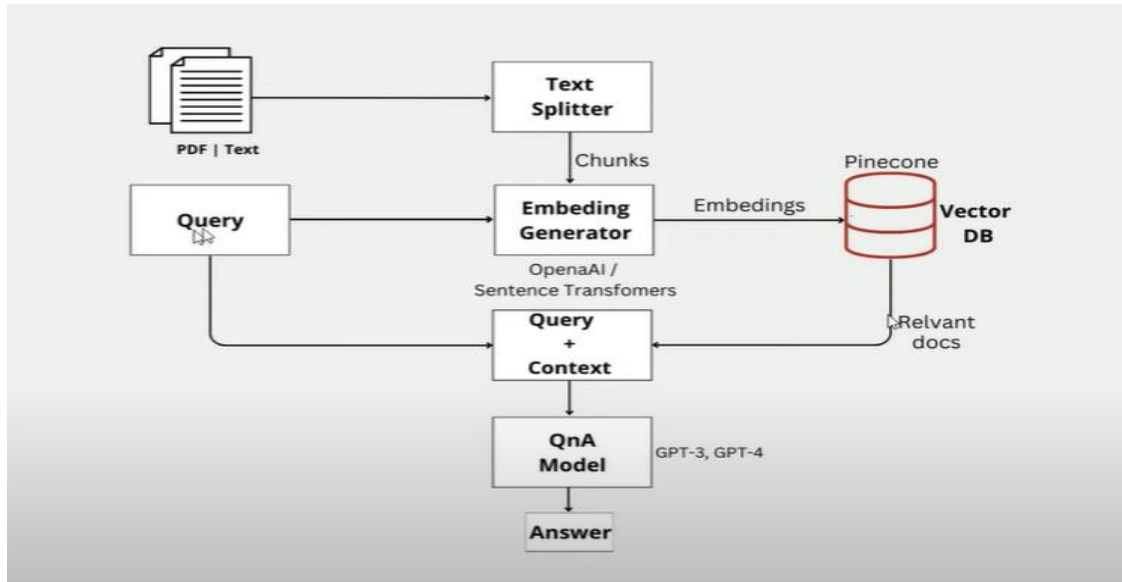 Text
Splitter
PDF | Text
Chunks
Pinecone
Query
Embeding
Generator
Embedings
Vector
DB
OpenaAI /
Sentence Transfomers
Query
+
Context
Relvant
docs
QnA
Model
GPT-3, GPT-4
Answer